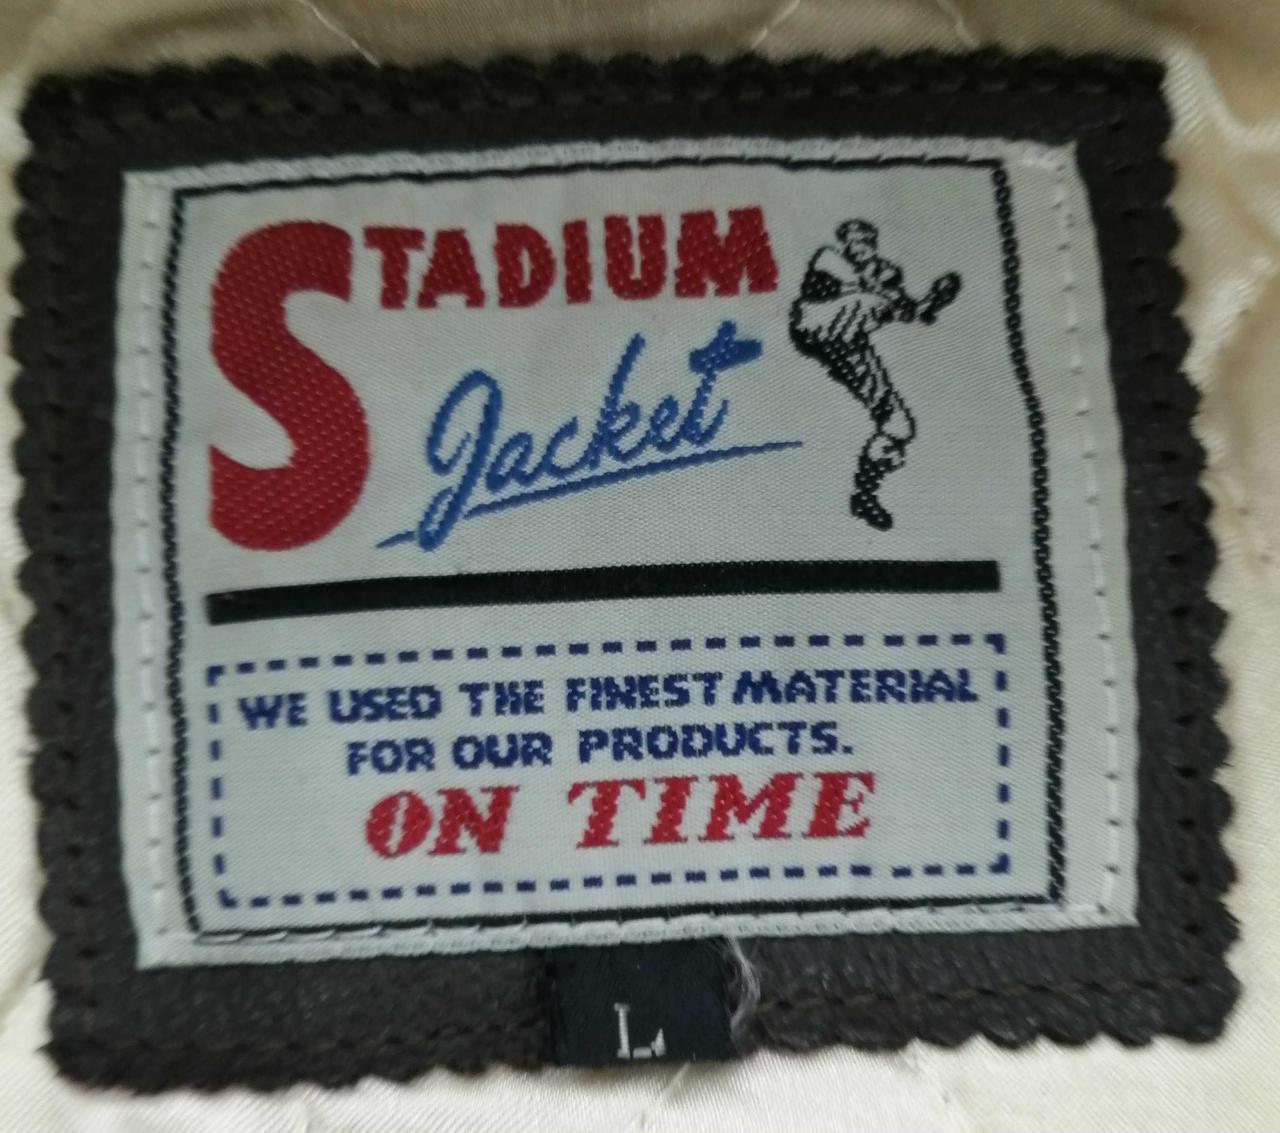 STADIUM
Jacket
WE USED THE FINEST MATERIAL
FOR OUR PRODUCTS.
ON TIME
L